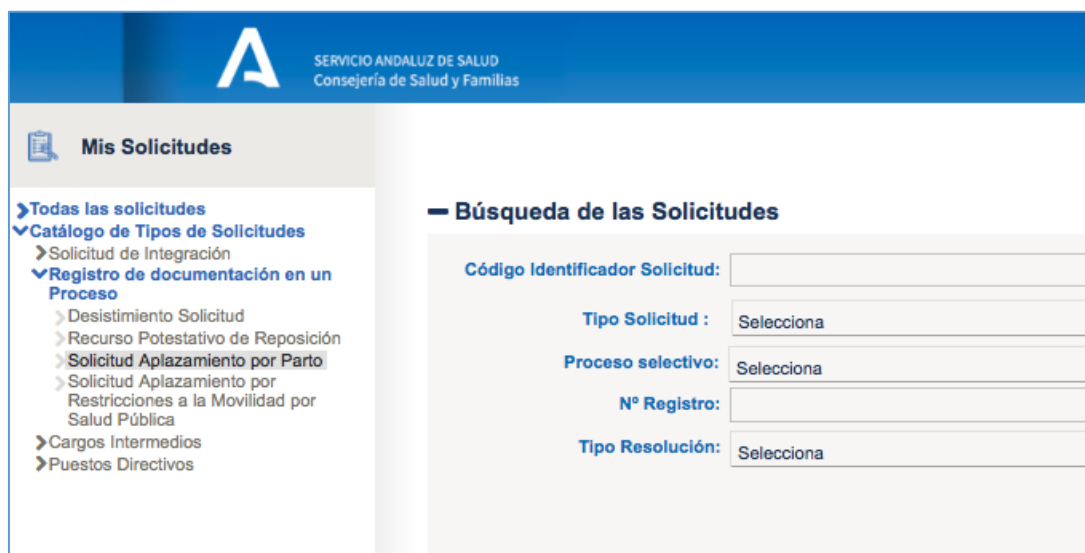 SERVICIO ANDALUZ DE SALUD
Consejería de Salud y Familias
Mis Solicitudes
Todas las solicitudes
Catálogo de Tipos de Solicitudes
Solicitud de Integración
Registro de documentación en un
Proceso
Desistimiento Solicitud
Recurso Potestativo de Reposición
Solicitud Aplazamiento por Parto
Solicitud Aplazamiento por
Restricciones a la Movilidad por
Salud Pública
Cargos Intermedios
Puestos Directivos
Búsqueda de las Solicitudes
Código Identificador Solicitud:
Tipo Solicitud : Selecciona
Proceso selectivo: Selecciona
Nº Registro:
Tipo Resolución: Selecciona